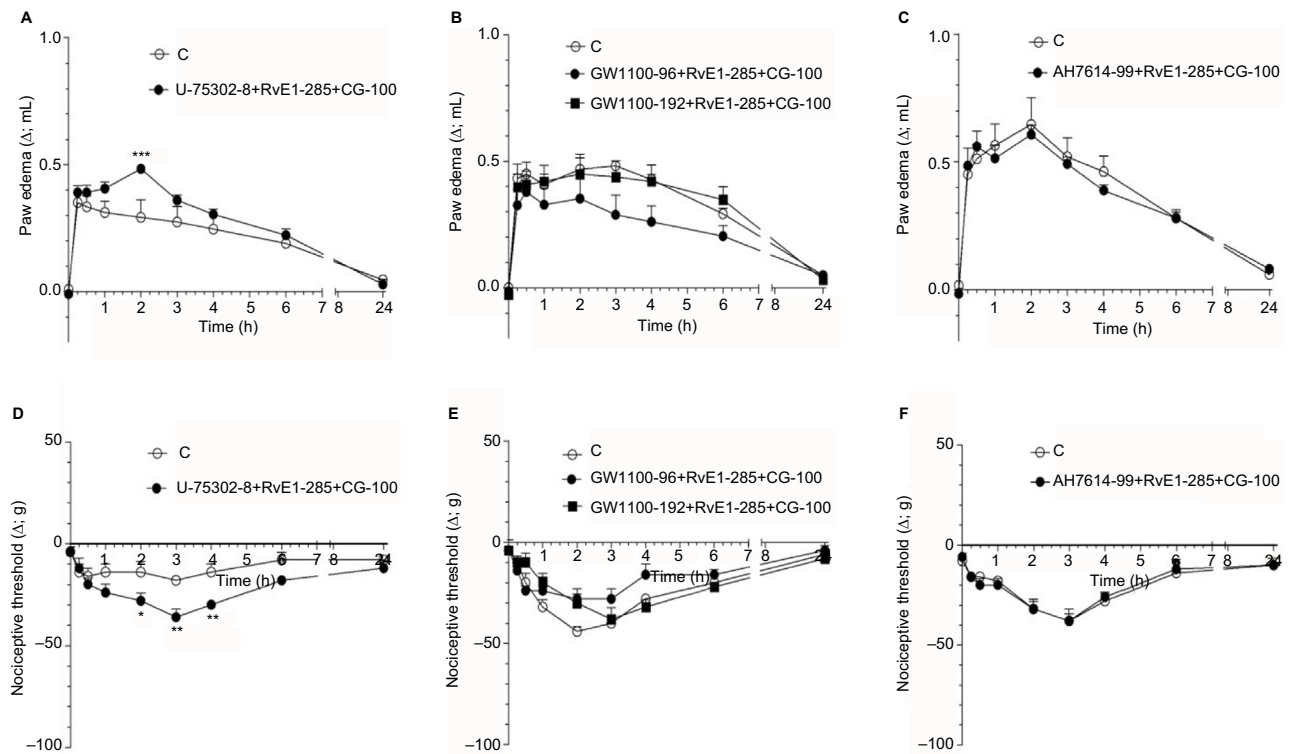 A
1.0
C
U-75302-8+RvE1-285+CG-100
***
0.5
Paw edema (Δ; mL)
0.0
1 2 3 4 5 6 7 8 24
Time (h)
B
1.0
C
GW1100-96+RvE1-285+CG-100
GW1100-192+RvE1-285+CG-100
0.5
Paw edema (Δ; mL)
0.0
1 2 3 4 5 6 7 8 24
Time (h)
C
1.0
C
AH7614-99+RvE1-285+CG-100
0.5
Paw edema (Δ; mL)
0.0
1 2 3 4 5 6 7 8 24
Time (h)
D
50
C
U-75302-8+RvE1-285+CG-100
Nociceptive threshold (Δ; g)
0
1 2 3 4 5 6 7 8 24
Time (h)
* ** **
–50
–100
E
50
C
GW1100-96+RvE1-285+CG-100
GW1100-192+RvE1-285+CG-100
Nociceptive threshold (Δ; g)
0
1 2 3 4 5 6 7 8 24
Time (h)
–50
–100
F
50
C
AH7614-99+RvE1-285+CG-100
Nociceptive threshold (Δ; g)
0
1 2 3 4 5 6 7 8 24
Time (h)
–50
–100